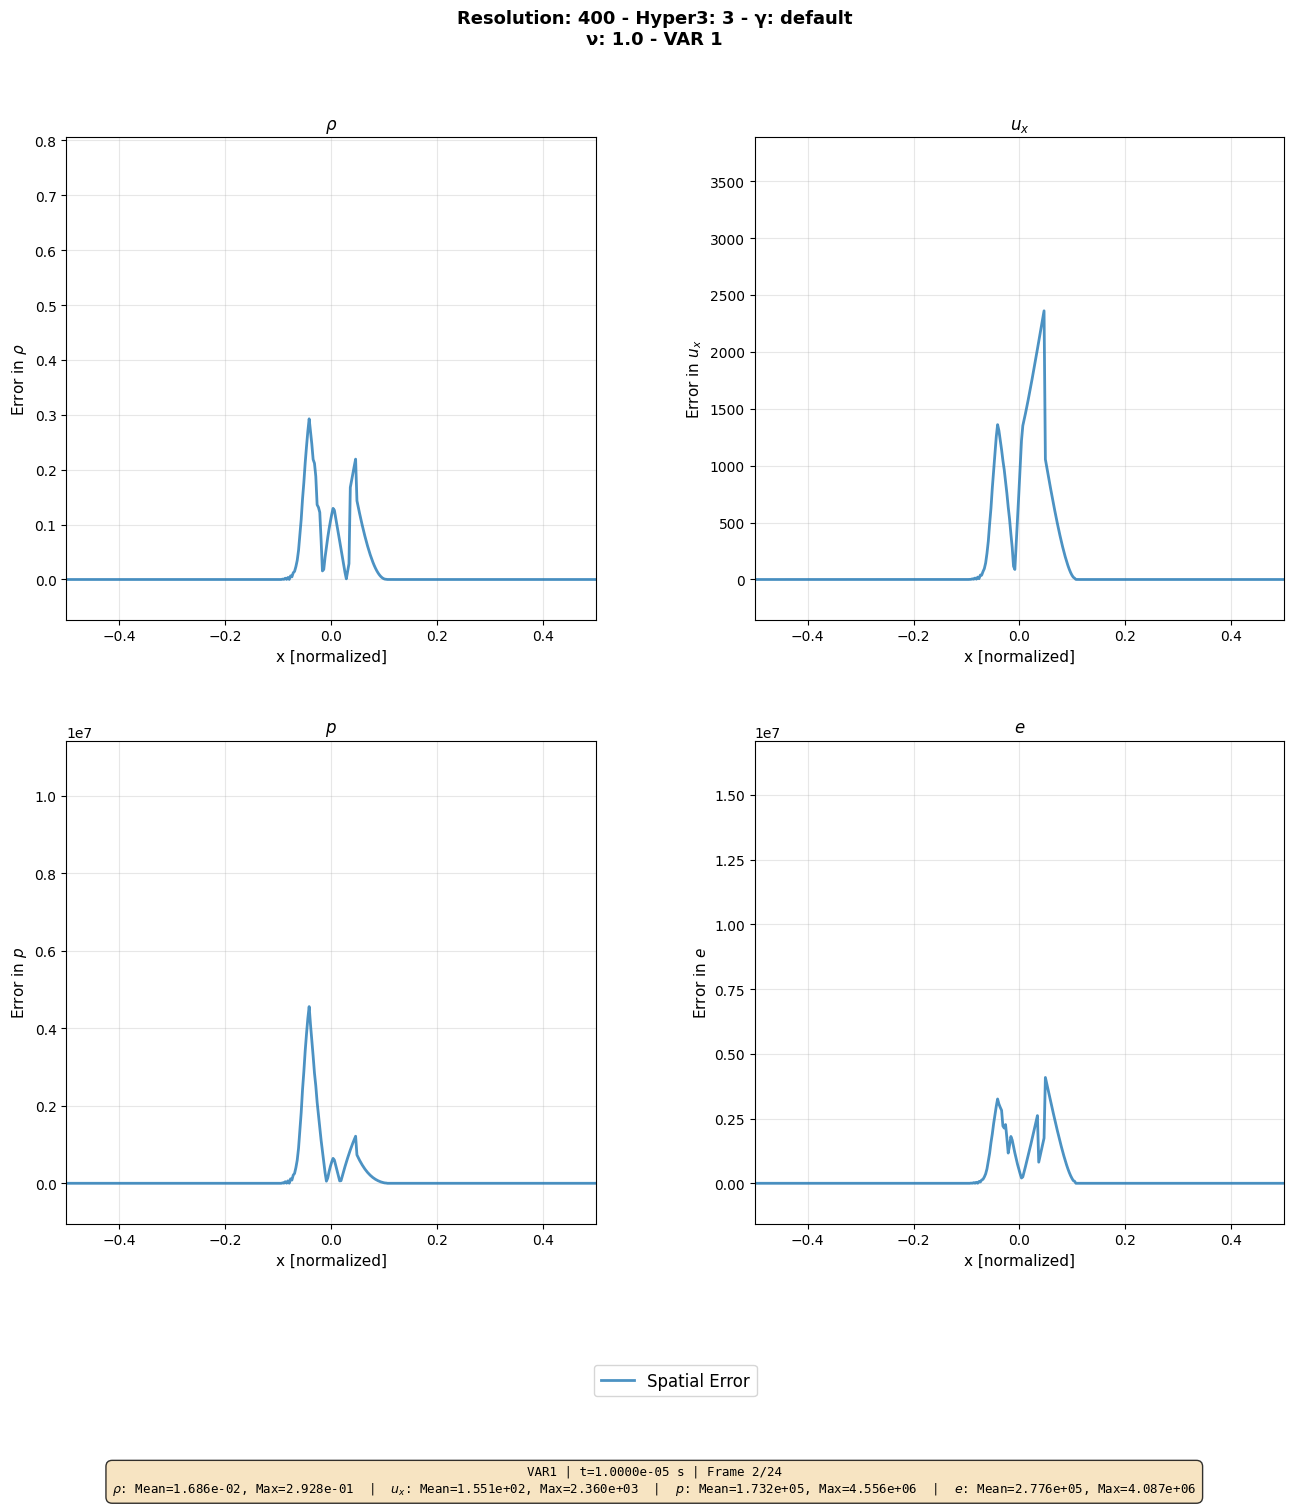 Resolution: 400 - Hyper3: 3 - γ: default
ν: 1.0 - VAR 1
ρ
0.8
0.7
0.6
0.5
0.4
0.3
0.2
0.1
0.0
Error in ρ
−0.4 −0.2 0.0 0.2 0.4
x [normalized]
u_x
3500
3000
2500
2000
1500
1000
500
0
Error in u_x
−0.4 −0.2 0.0 0.2 0.4
x [normalized]
p
1e7
1.0
0.8
0.6
0.4
0.2
0.0
Error in p
−0.4 −0.2 0.0 0.2 0.4
x [normalized]
e
1e7
1.50
1.25
1.00
0.75
0.50
0.25
0.00
Error in e
−0.4 −0.2 0.0 0.2 0.4
x [normalized]
Spatial Error
VAR1 | t=1.0000e-05 s | Frame 2/24
ρ: Mean=1.686e-02, Max=2.928e-01 | u_x: Mean=1.551e+02, Max=2.360e+03 | p: Mean=1.732e+05, Max=4.556e+06 | e: Mean=2.776e+05, Max=4.087e+06